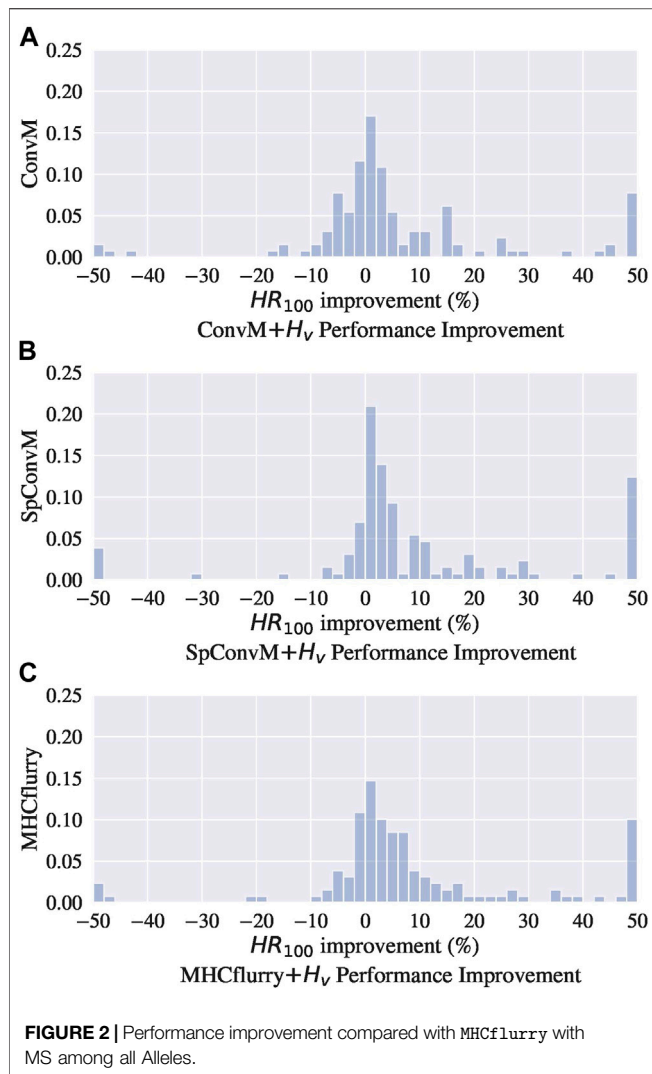 A
0.25
0.20
0.15
0.10
0.05
0.00
ConvM
−50 −40 −30 −20 −10 0 10 20 30 40 50
HR100 improvement (%)
ConvM+Hv Performance Improvement
B
0.25
0.20
0.15
0.10
0.05
0.00
SpConvM
−50 −40 −30 −20 −10 0 10 20 30 40 50
HR100 improvement (%)
SpConvM+Hv Performance Improvement
C
0.25
0.20
0.15
0.10
0.05
0.00
MHCflurry
−50 −40 −30 −20 −10 0 10 20 30 40 50
HR100 improvement (%)
MHCflurry+Hv Performance Improvement
FIGURE 2 | Performance improvement compared with MHCflurry with
MS among all Alleles.